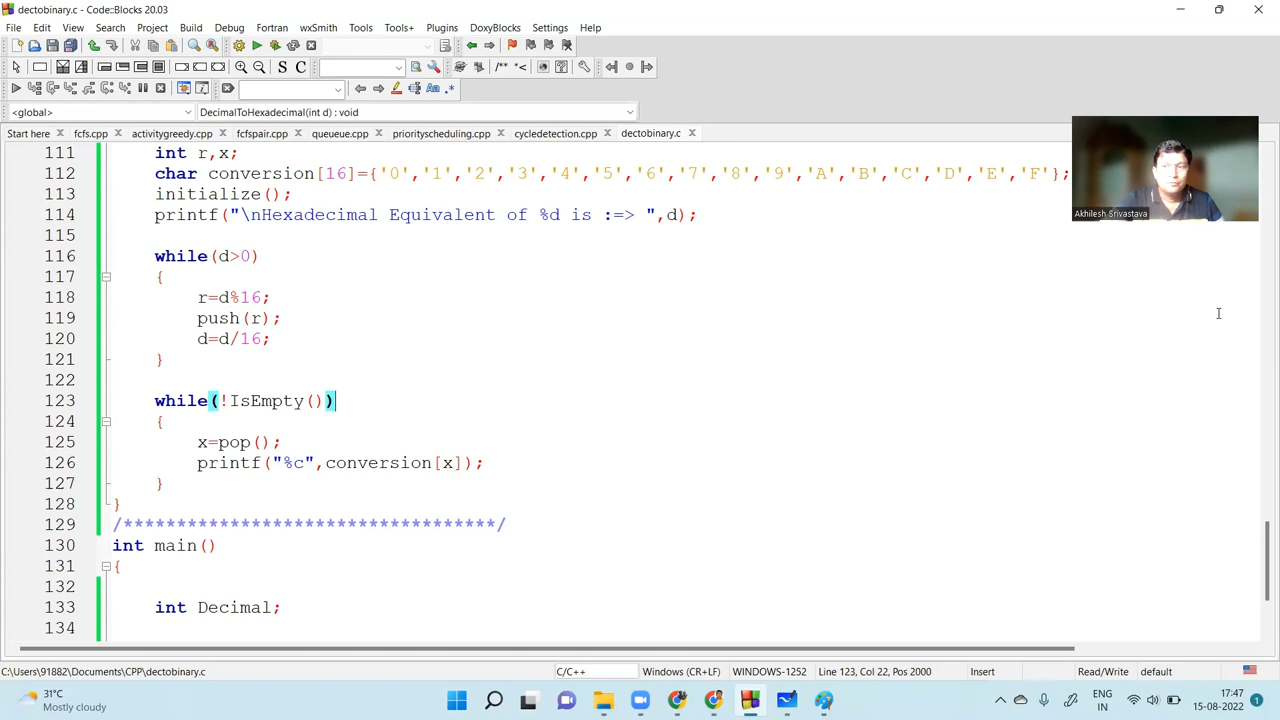 dectobinary.c - Code::Blocks 20.03
File Edit View Search Project Build Debug Fortran wxSmith Tools Tools+ Plugins DoxyBlocks Settings Help
S C /** *<
Aa .*
<global> DecimalToHexadecimal(int d) : void
Start here fcfs.cpp activitygreedy.cpp fcfspair.cpp queueue.cpp priorityscheduling.cpp cycledetection.cpp dectobinary.c
111 int r,x;
112 char conversion[16]={'0','1','2','3','4','5','6','7','8','9','A','B','C','D','E','F'};
113 initialize();
114 printf("\nHexadecimal Equivalent of %d is :=> ",d);
115
116 while(d>0)
117 {
118 r=d%16;
119 push(r);
120 d=d/16;
121 }
122
123 while(!IsEmpty())
124 {
125 x=pop();
126 printf("%c",conversion[x]);
127 }
128 }
129 /***********************************/
130 int main()
131 {
132
133 int Decimal;
134
Akhilesh Srivastava
C:\Users\91882\Documents\CPP\dectobinary.c C/C++ Windows (CR+LF) WINDOWS-1252 Line 123, Col 22, Pos 2000 Insert Read/Write default
31°C
Mostly cloudy
ENG
IN
17:47
15-08-2022
1